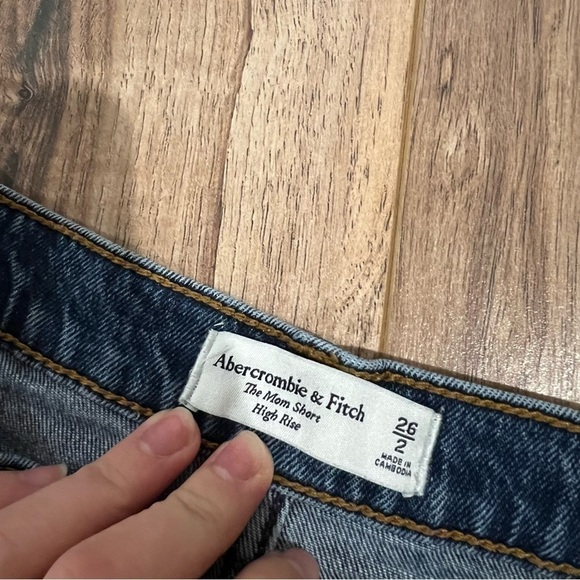 Abercrombie & Fitch
The Mom Short
High Rise
26
2
MADE IN
CAMBODIA